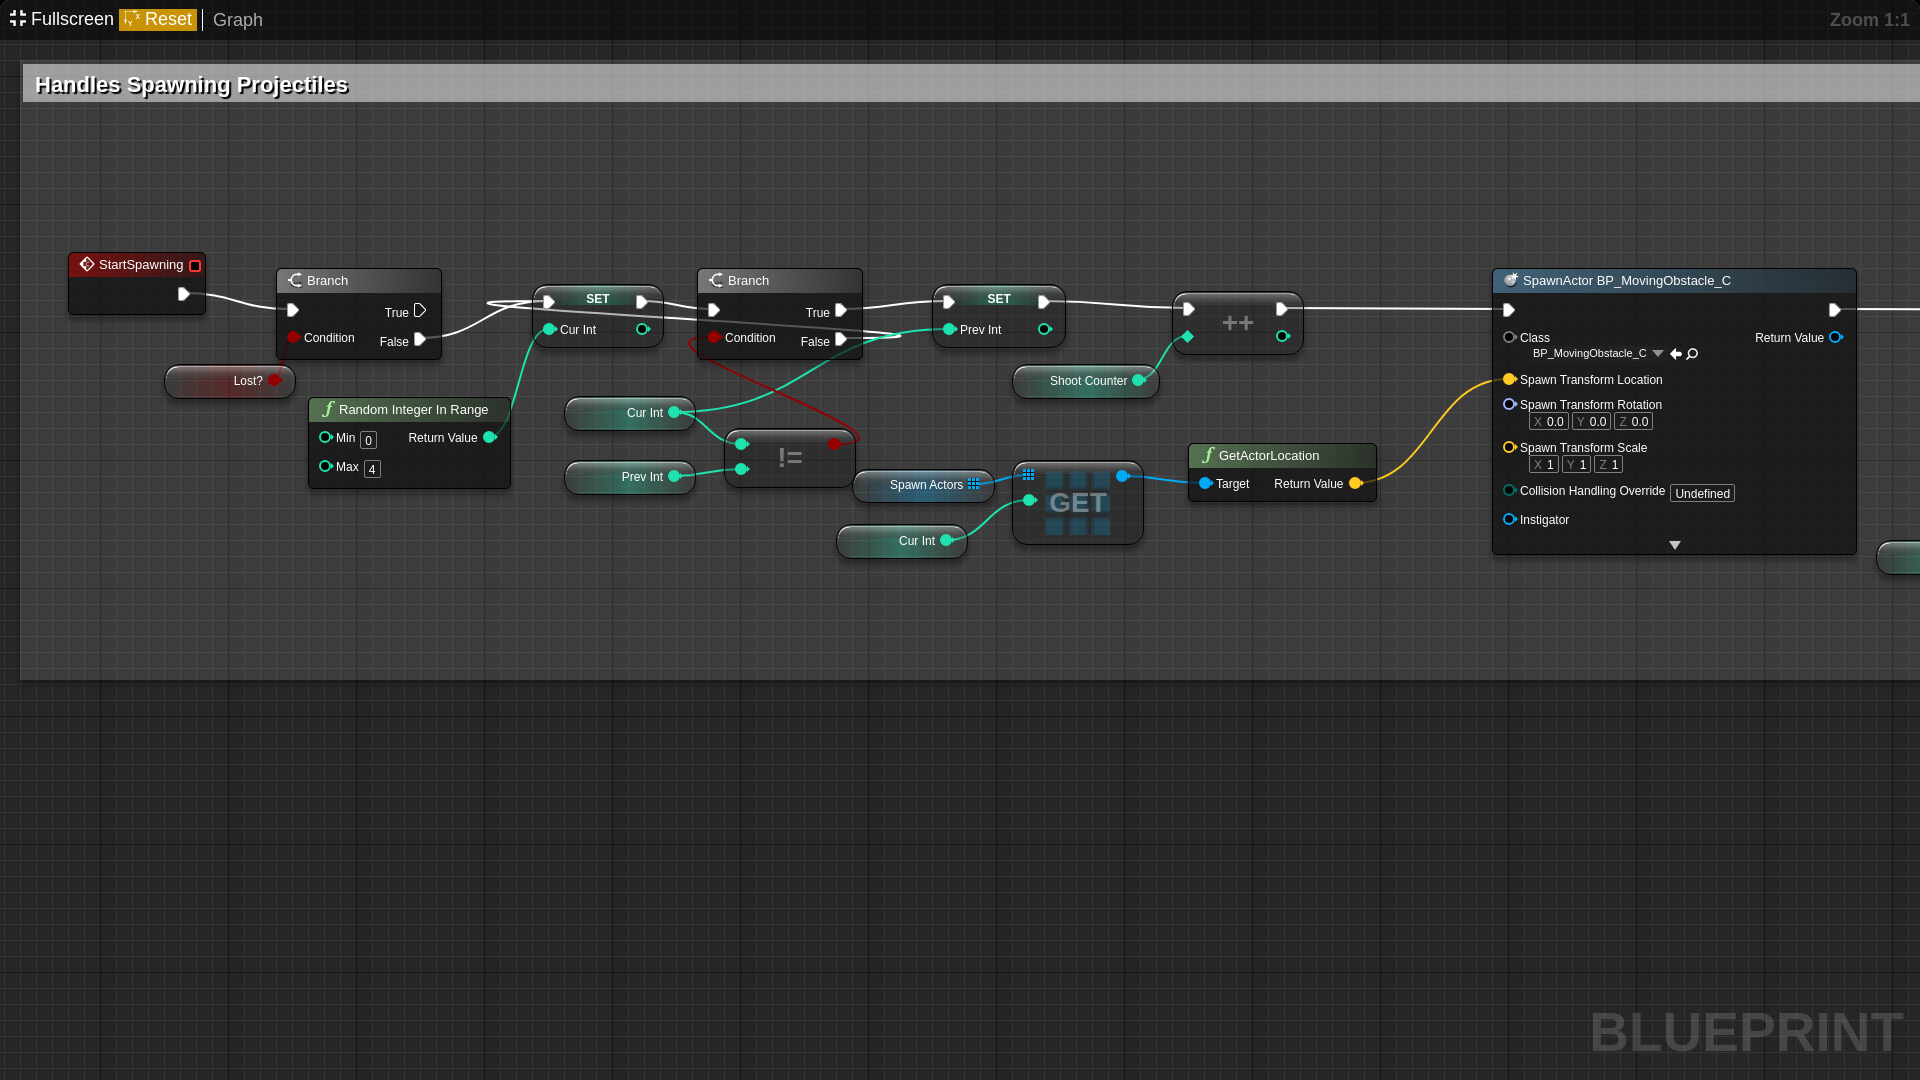 Fullscreen Reset Graph Zoom 1:1
Handles Spawning Projectiles
StartSpawning
Branch
True
Condition
False
Lost?
Random Integer In Range
Min 0 Return Value
Max 4
SET
Cur Int
Branch
True
Condition
False
Cur Int
Prev Int
!=
SET
Prev Int
++
Shoot Counter
Spawn Actors
Cur Int
GET
GetActorLocation
Target Return Value
SpawnActor BP_MovingObstacle_C
Class Return Value
BP_MovingObstacle_C
Spawn Transform Location
Spawn Transform Rotation
X 0.0 Y 0.0 Z 0.0
Spawn Transform Scale
X 1 Y 1 Z 1
Collision Handling Override Undefined
Instigator
BLUEPRINT